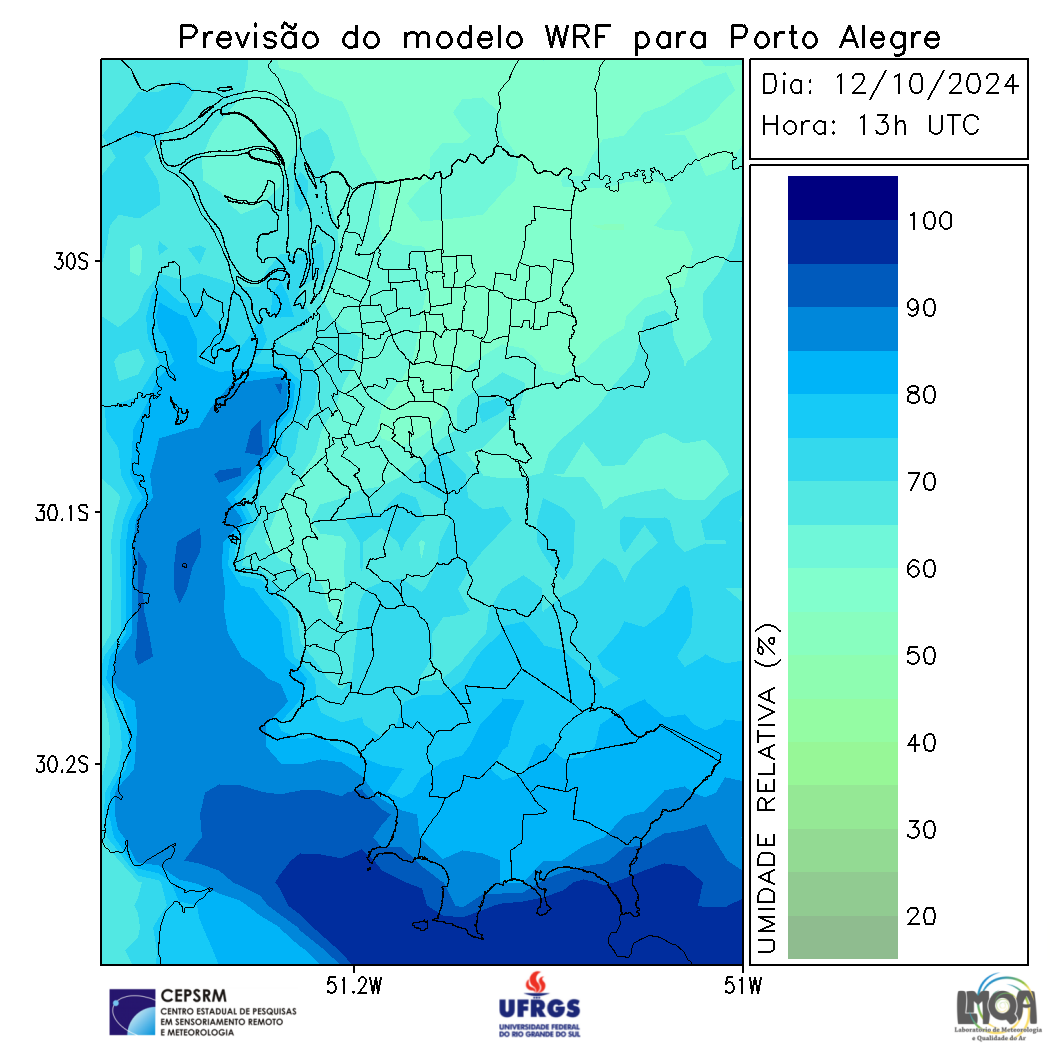 Previsão do modelo WRF para Porto Alegre
Dia: 12/10/2024
Hora: 13h UTC
30S
30.1S
30.2S
51.2W
51W
UMIDADE RELATIVA (%)
100
90
80
70
60
50
40
30
20
CEPSRM
CENTRO ESTADUAL DE PESQUISAS
EM SENSORIAMENTO REMOTO
E METEOROLOGIA
UFRGS
UNIVERSIDADE FEDERAL
DO RIO GRANDE DO SUL
LMQA
Laboratório de Meteorologia
e Qualidade do Ar